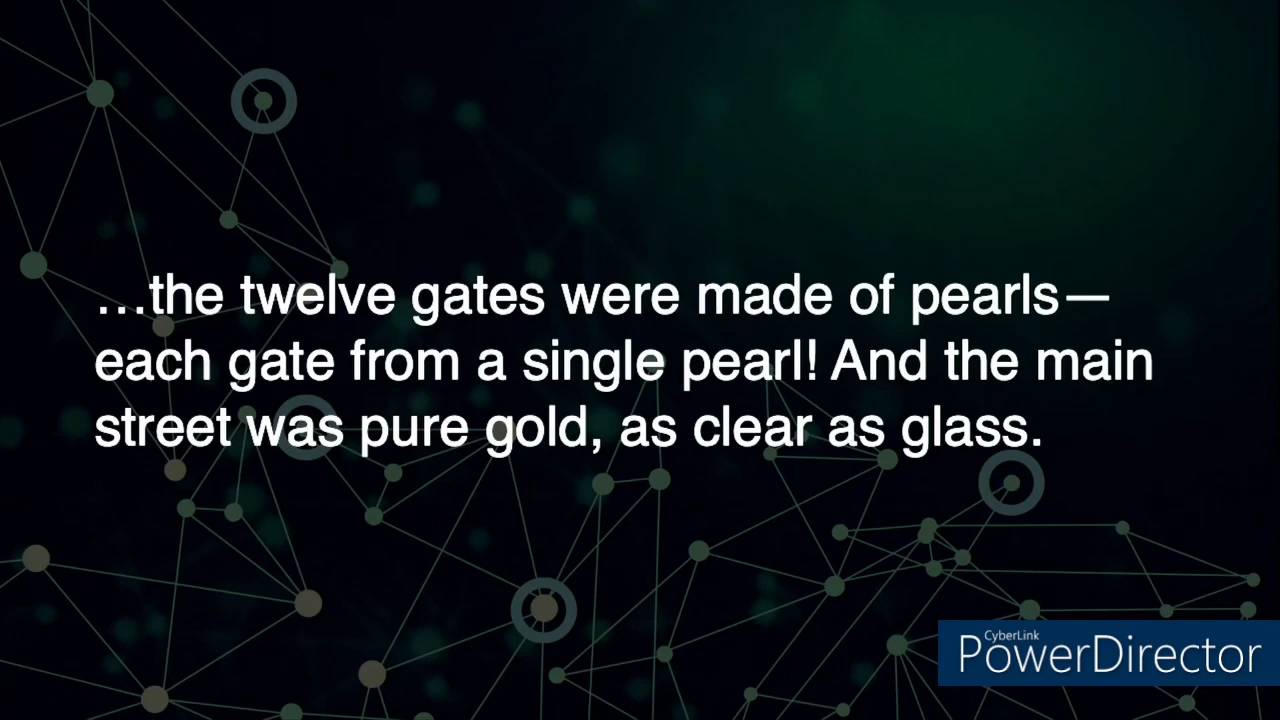 …the twelve gates were made of pearls—
each gate from a single pearl! And the main
street was pure gold, as clear as glass.
CyberLink
PowerDirector